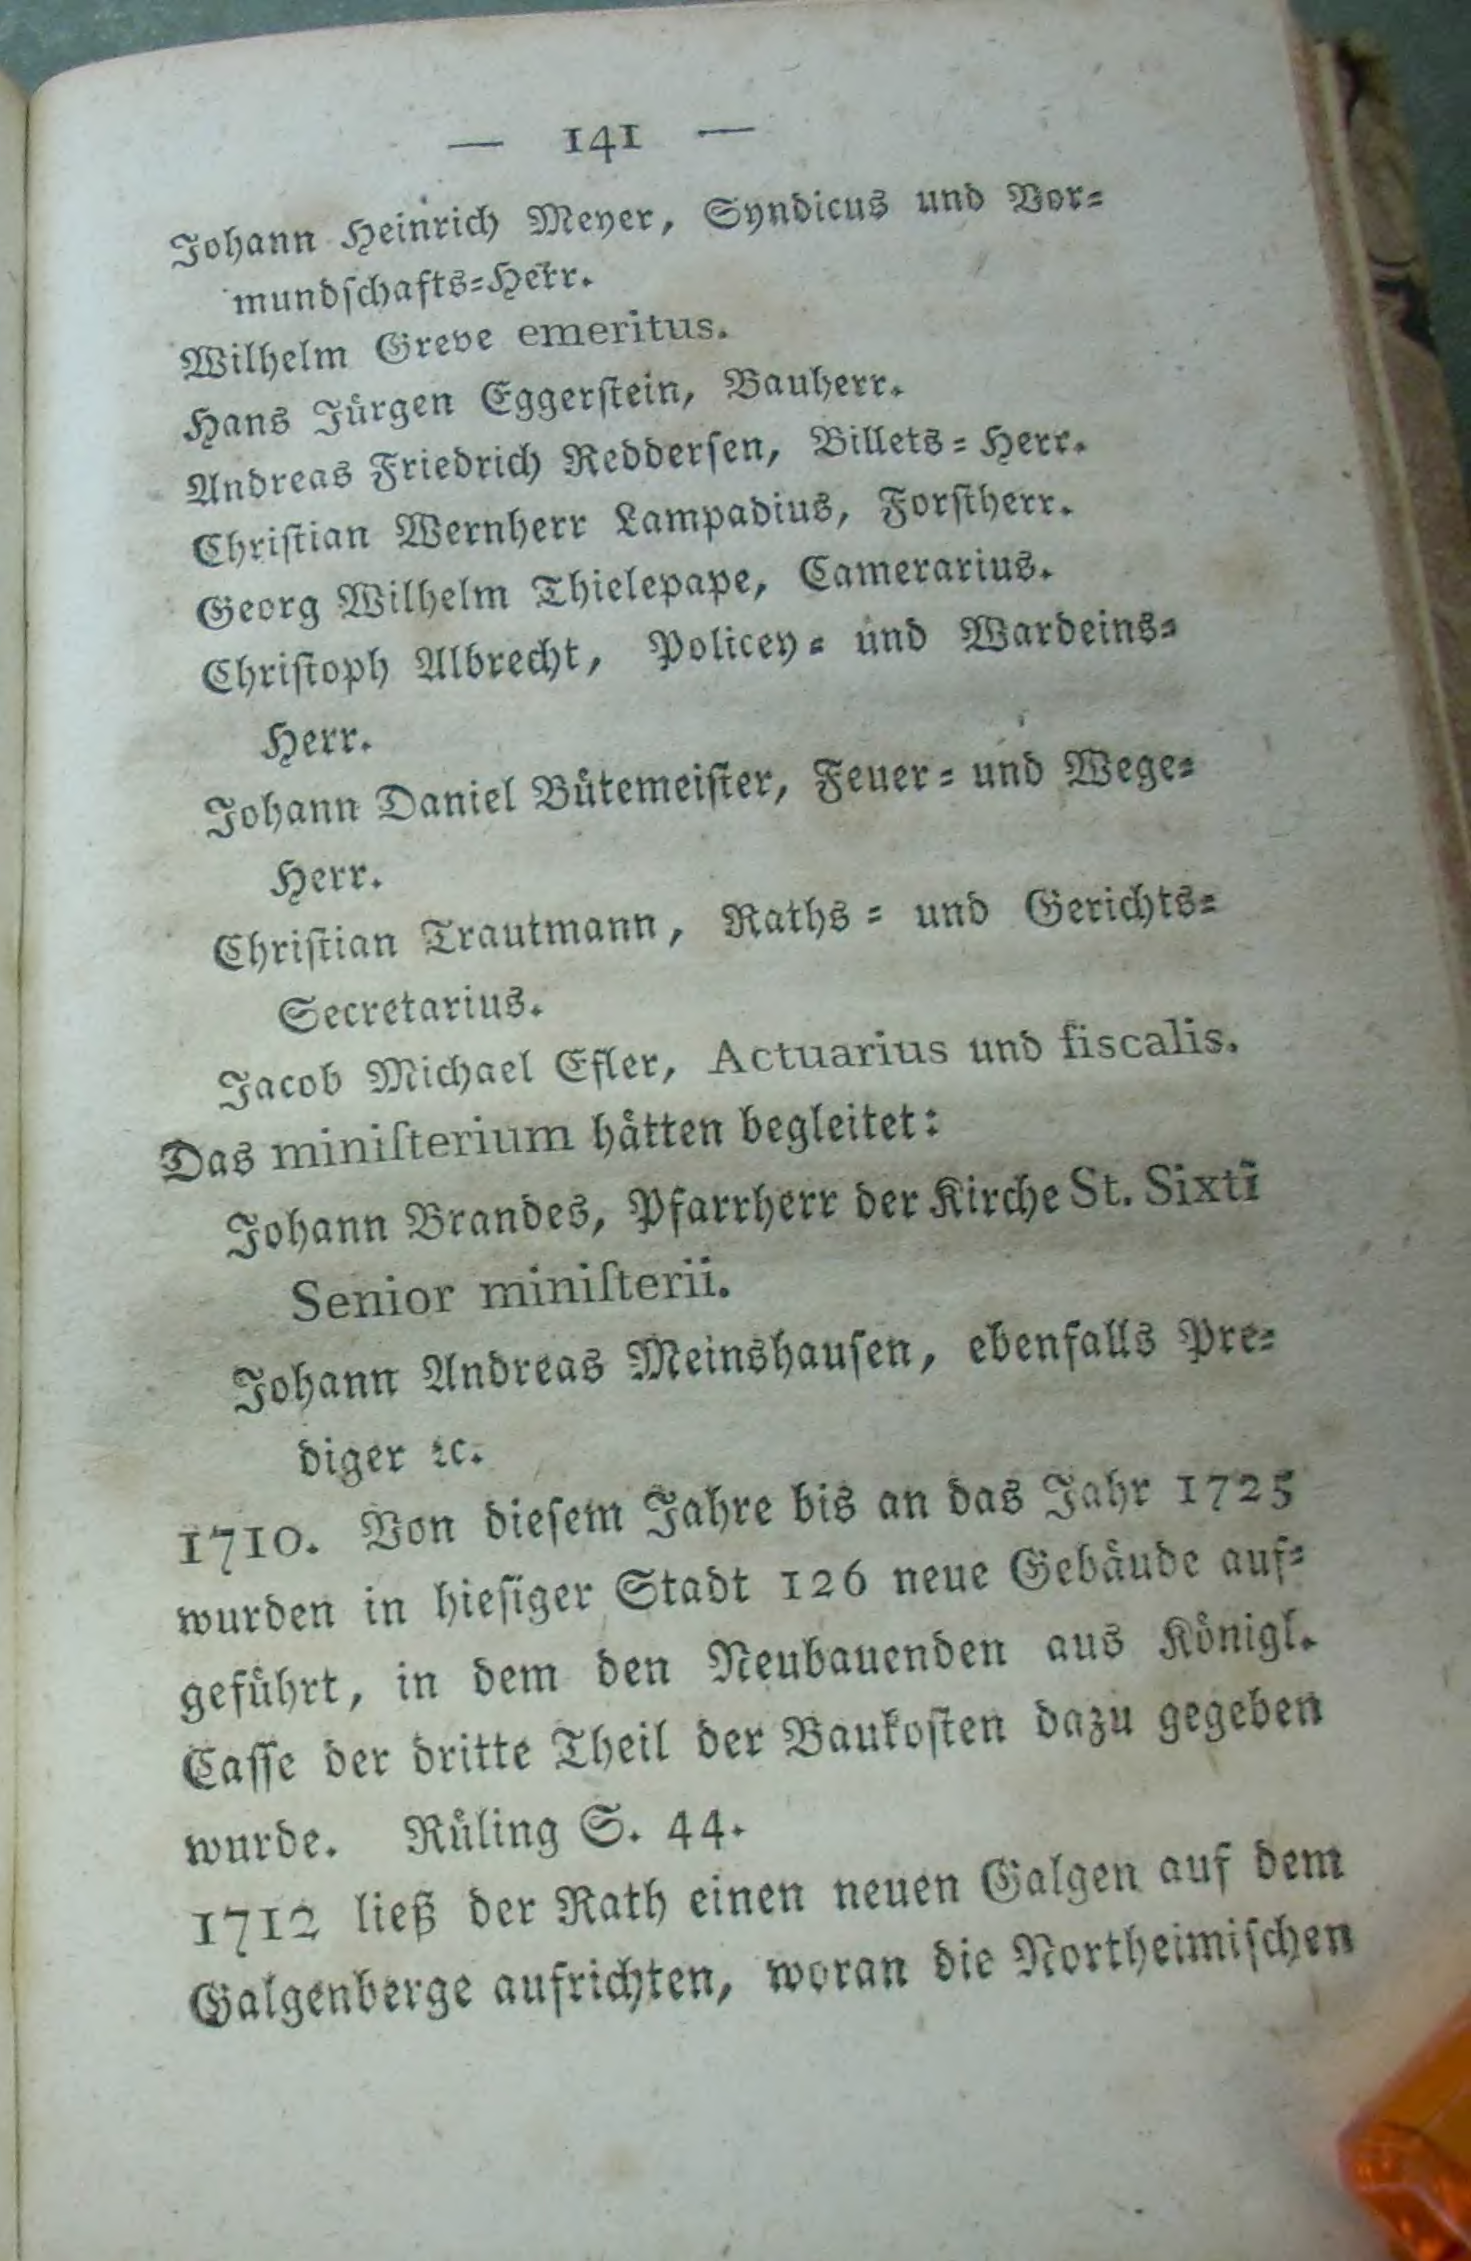 — 141 —
Johann Heinrich Meyer, Syndicus und Vor=
mundſchafts=Herr.
Wilhelm Greve emeritus.
Hans Jürgen Eggerſtein, Bauherr.
Andreas Friedrich Redderſen, Billets=Herr.
Chriſtian Wernherr Lampadius, Forſtherr.
Georg Wilhelm Thielepape, Camerarius.
Chriſtoph Albrecht, Policey= und Wardeins=
Herr.
Johann Daniel Bütemeiſter, Feuer= und Wege=
Herr.
Chriſtian Trautmann, Raths= und Gerichts=
Secretarius.
Jacob Michael Efler, Actuarius und fiscalis.
Das miniſterium hätten begleitet:
Johann Brandes, Pfarrherr der Kirche St. Sixti
Senior miniſterii.
Johann Andreas Meinshauſen, ebenfalls Pre=
diger ꝛc.
1710. Von dieſem Jahre bis an das Jahr 1725
wurden in hieſiger Stadt 126 neue Gebäude auf=
geführt, in dem den Neubauenden aus Königl.
Caſſe der dritte Theil der Baukoſten dazu gegeben
wurde. Rüling S. 44.
1712 ließ der Rath einen neuen Galgen auf dem
Galgenberge aufrichten, woran die Northeimiſchen